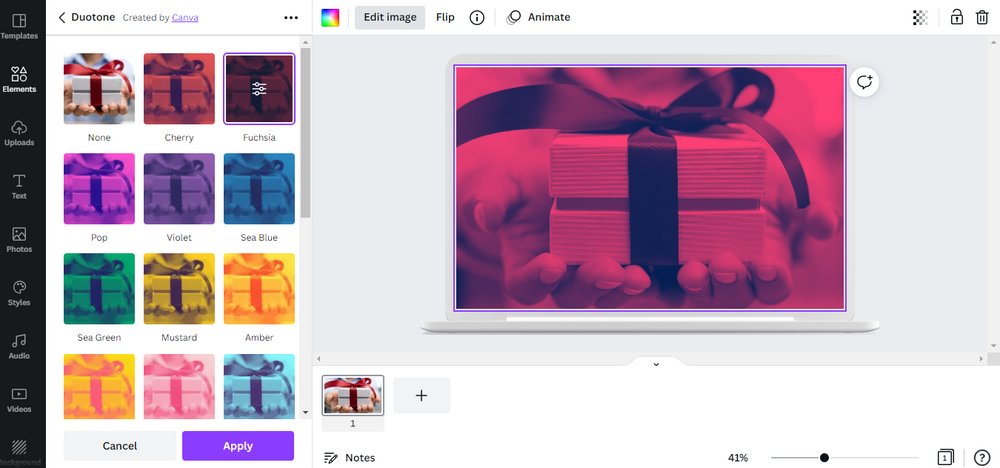 Templates
Elements
Uploads
Text
Photos
Styles
Audio
Videos
Background
Duotone Created by Canva
None
Cherry
Fuchsia
Pop
Violet
Sea Blue
Sea Green
Mustard
Amber
Cancel
Apply
Edit image
Flip
Animate
1
Notes
41%
1